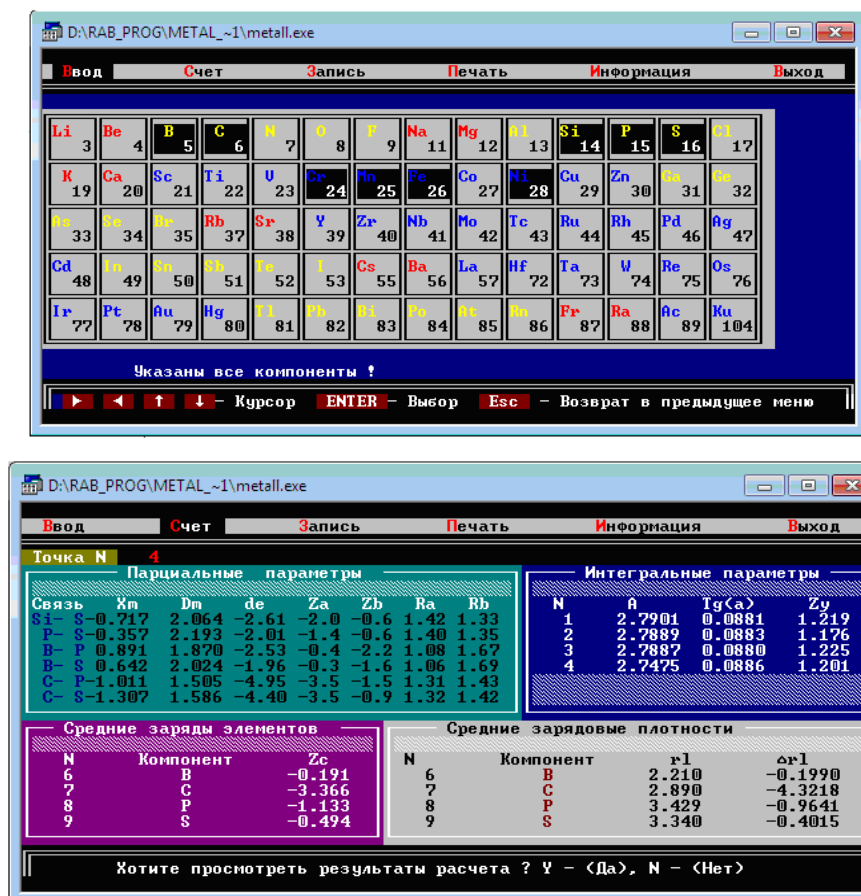 D:\RAB_PROG\METAL_~1\metall.exe
Ввод Счет Запись Печать Информация Выход
Li 3 Be 4 B 5 C 6 N 7 O 8 F 9 Na 11 Mg 12 Al 13 Si 14 P 15 S 16 Cl 17
K 19 Ca 20 Sc 21 Ti 22 V 23 Cr 24 Mn 25 Fe 26 Co 27 Ni 28 Cu 29 Zn 30 Ga 31 Ge 32
As 33 Se 34 Br 35 Rb 37 Sr 38 Y 39 Zr 40 Nb 41 Mo 42 Tc 43 Ru 44 Rh 45 Pd 46 Ag 47
Cd 48 In 49 Sn 50 Sb 51 Te 52 I 53 Cs 55 Ba 56 La 57 Hf 72 Ta 73 W 74 Re 75 Os 76
Ir 77 Pt 78 Au 79 Hg 80 Tl 81 Pb 82 Bi 83 Po 84 At 85 Rn 86 Fr 87 Ra 88 Ac 89 Ku 104
Указаны все компоненты !
► ◄ ↑ ↓ - Курсор ENTER - Выбор Esc - Возврат в предыдущее меню
D:\RAB_PROG\METAL_~1\metall.exe
Ввод Счет Запись Печать Информация Выход
Точка N 4
Парциальные параметры
Связь Xm Dm de Za Zb Ra Rb
Si- S-0.717 2.064 -2.61 -2.0 -0.6 1.42 1.33
P- S-0.357 2.193 -2.01 -1.4 -0.6 1.40 1.35
B- P 0.891 1.870 -2.53 -0.4 -2.2 1.08 1.67
B- S 0.642 2.024 -1.96 -0.3 -1.6 1.06 1.69
C- P-1.011 1.505 -4.95 -3.5 -1.5 1.31 1.43
C- S-1.307 1.586 -4.40 -3.5 -0.9 1.32 1.42
Интегральные параметры
N A Tg(a) Zy
1 2.7901 0.0881 1.219
2 2.7889 0.0883 1.176
3 2.7887 0.0880 1.225
4 2.7475 0.0886 1.201
Средние заряды элементов
N Компонент Zc
6 B -0.191
7 C -3.366
8 P -1.133
9 S -0.494
Средние зарядовые плотности
N Компонент rl △rl
6 B 2.210 -0.1990
7 C 2.890 -4.3218
8 P 3.429 -0.9641
9 S 3.340 -0.4015
Хотите просмотреть результаты расчета ? Y - (Да), N - (Нет)